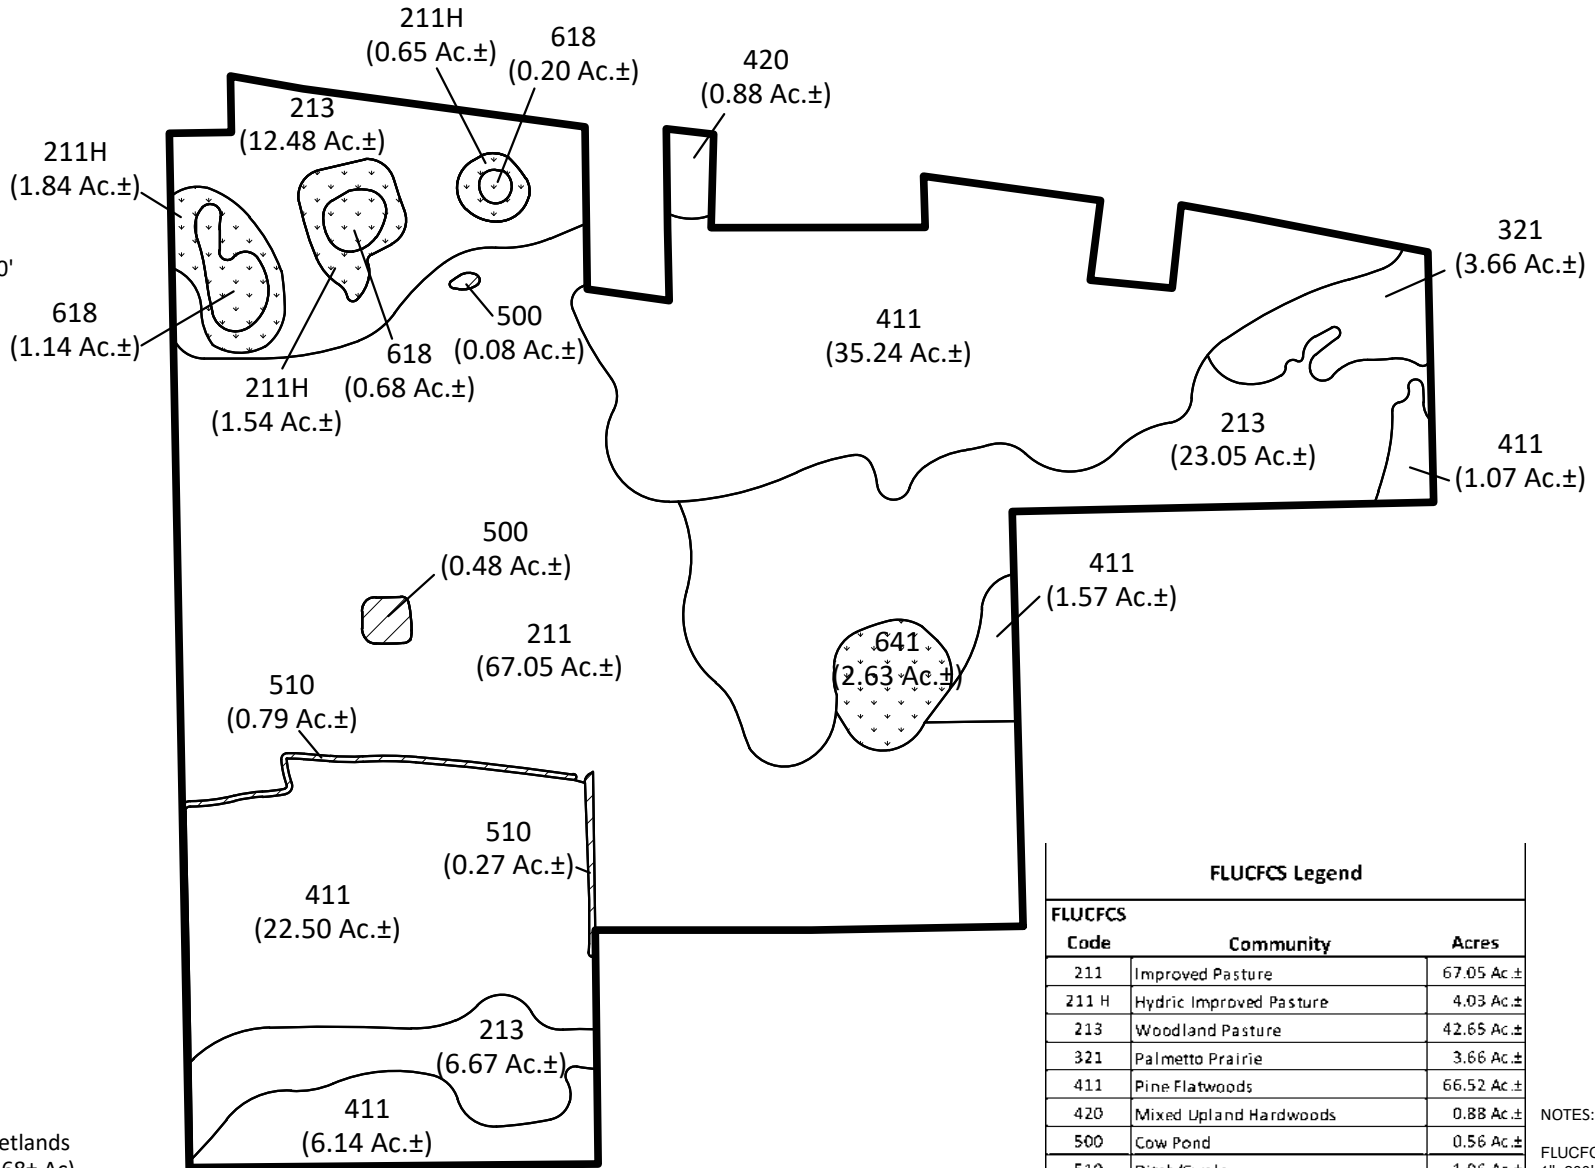 211H
(0.65 Ac.±)
618
(0.20 Ac.±)
420
(0.88 Ac.±)
213
(12.48 Ac.±)
211H
(1.84 Ac.±)
0'
618
(1.14 Ac.±)
500
(0.08 Ac.±)
618
(0.68 Ac.±)
211H
(1.54 Ac.±)
411
(35.24 Ac.±)
321
(3.66 Ac.±)
213
(23.05 Ac.±)
411
(1.07 Ac.±)
500
(0.48 Ac.±)
411
(1.57 Ac.±)
211
(67.05 Ac.±)
641
(2.63 Ac.±)
510
(0.79 Ac.±)
510
(0.27 Ac.±)
411
(22.50 Ac.±)
213
(6.67 Ac.±)
411
(6.14 Ac.±)
etlands
FLUCFCS Legend
FLUCFCS
Code Community Acres
211 Improved Pasture 67.05 Ac.±
211 H Hydric Improved Pasture 4.03 Ac.±
213 Woodland Pasture 42.65 Ac.±
321 Palmetto Prairie 3.66 Ac.±
411 Pine Flatwoods 66.52 Ac.±
420 Mixed Upland Hardwoods 0.88 Ac.±
500 Cow Pond 0.56 Ac.±
NOTES:
FLUCFC